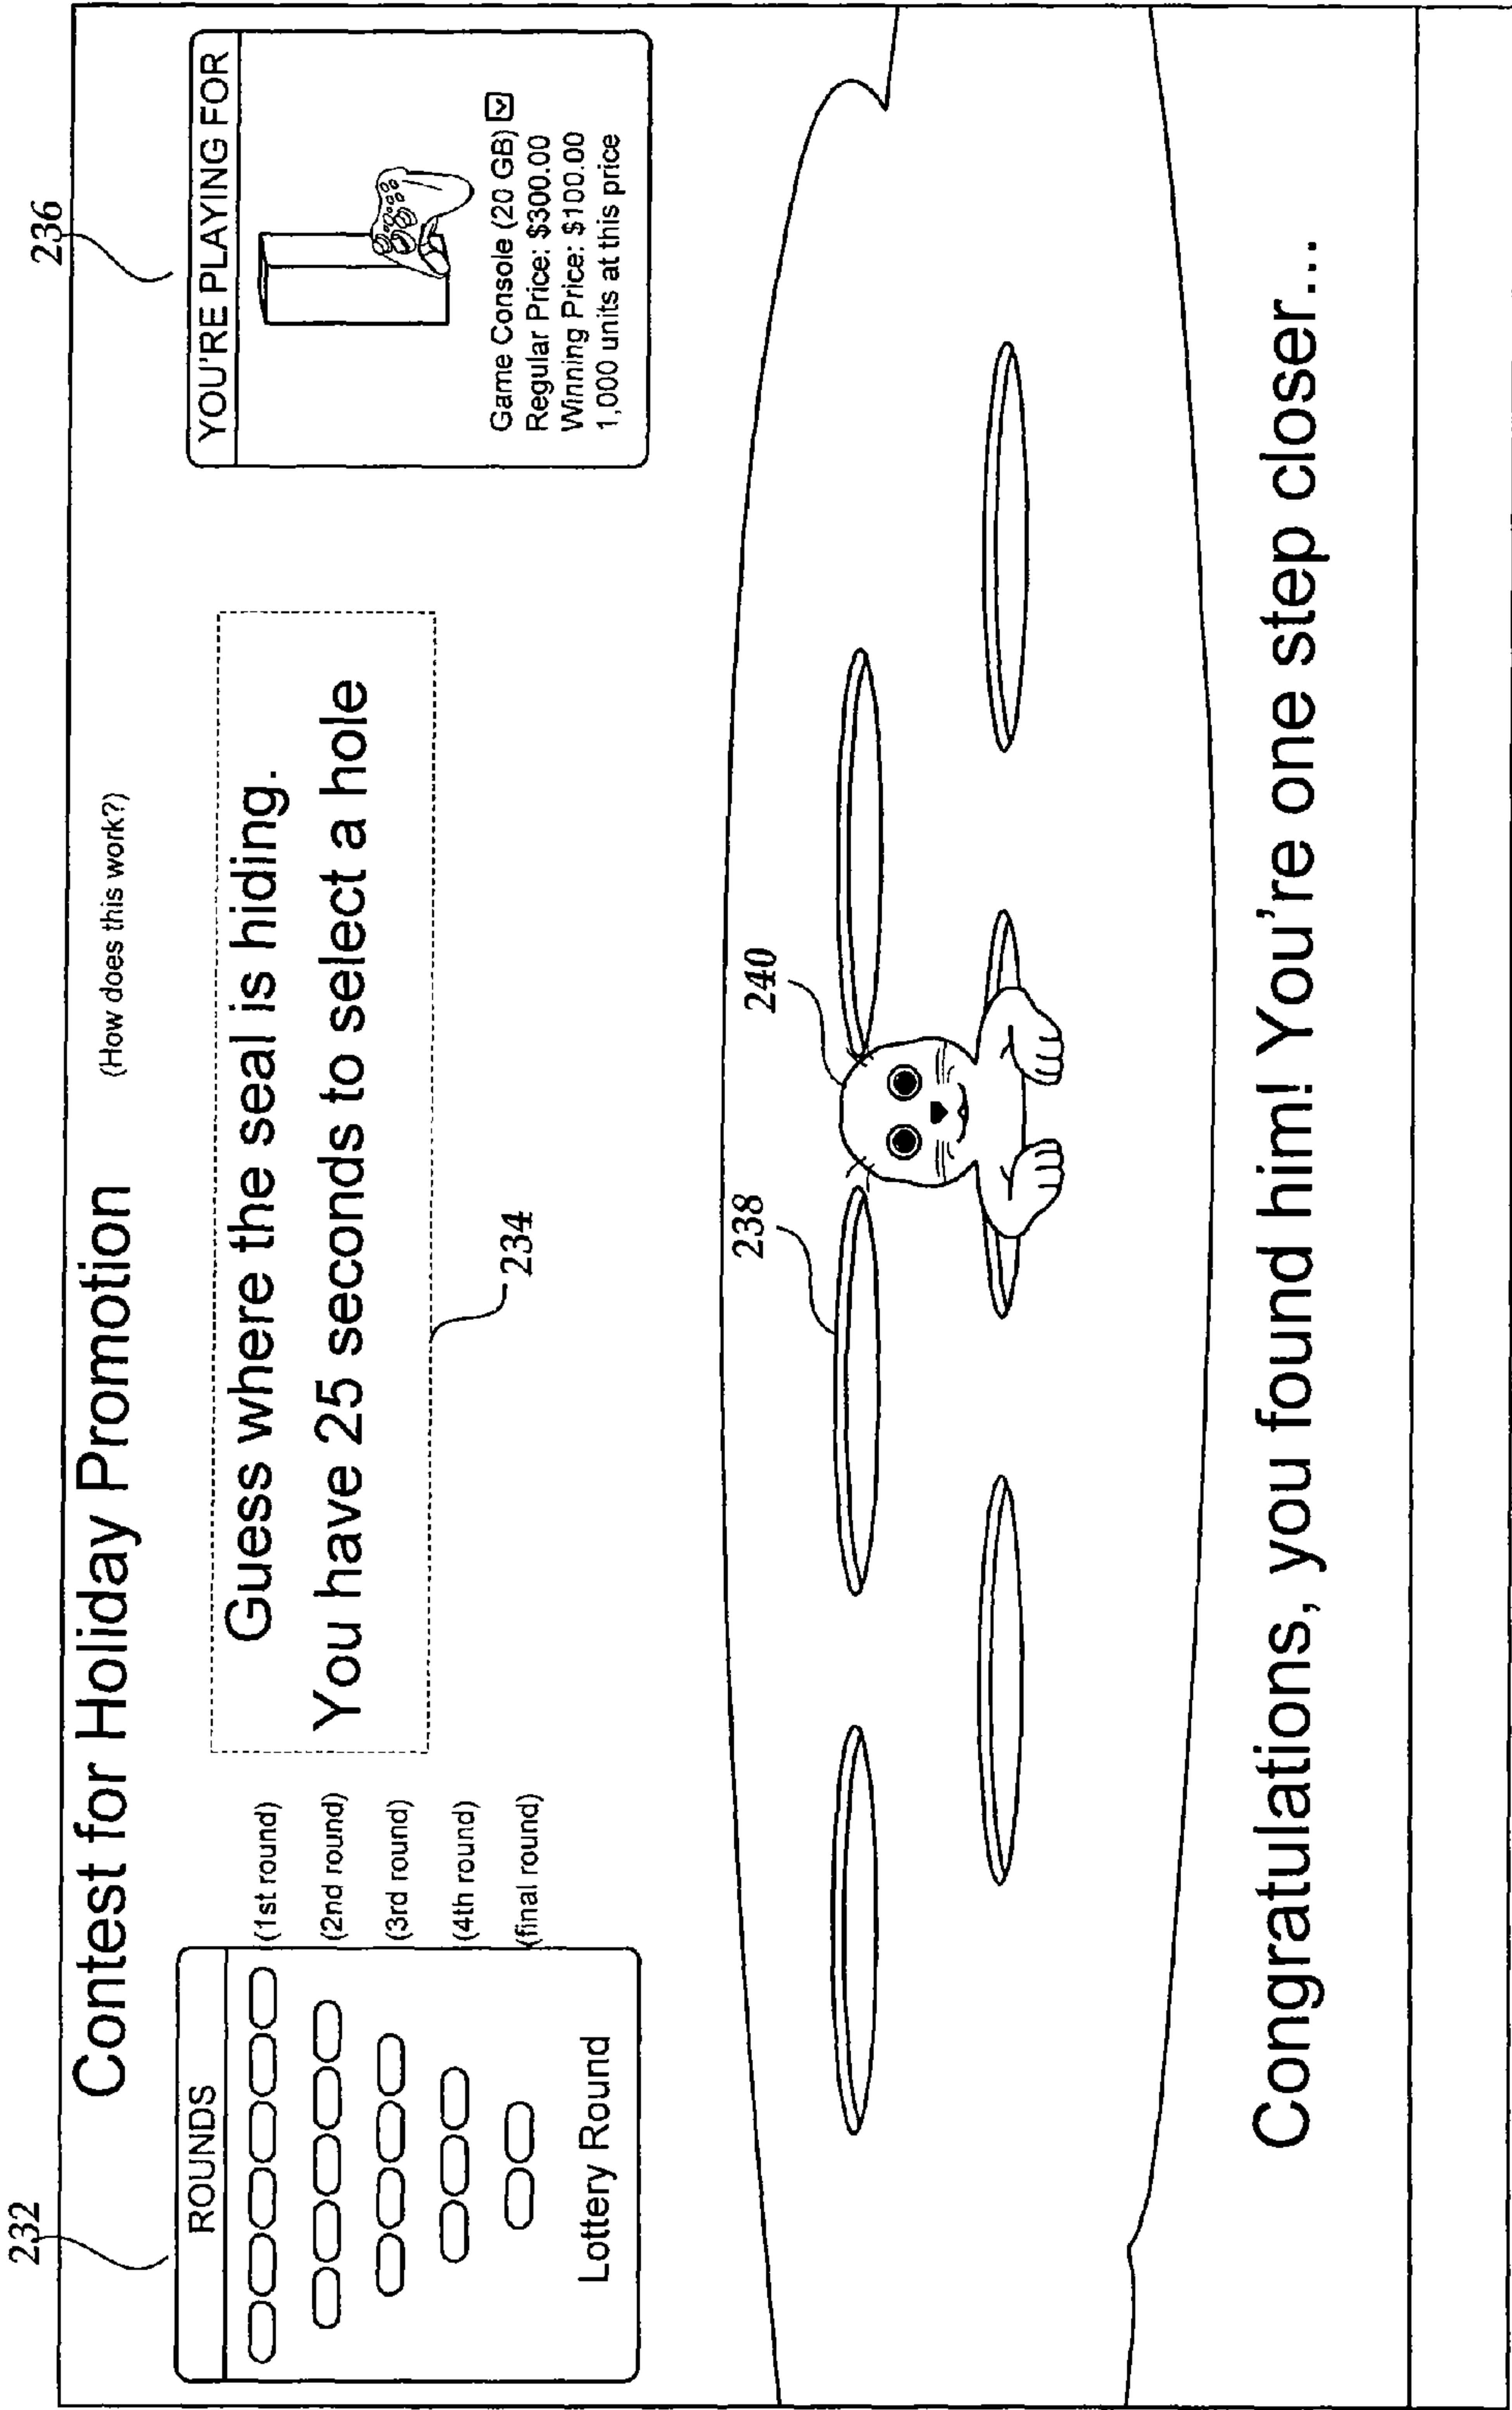 232
236
Contest for Holiday Promotion
(How does this work?)
ROUNDS
(1st round)
(2nd round)
(3rd round)
(4th round)
(final round)
Lottery Round
Guess where the seal is hiding.
You have 25 seconds to select a hole
234
YOU'RE PLAYING FOR
Game Console (20 GB)
Regular Price: $300.00
Winning Price: $100.00
1,000 units at this price
238
240
Congratulations, you found him! You're one step closer...